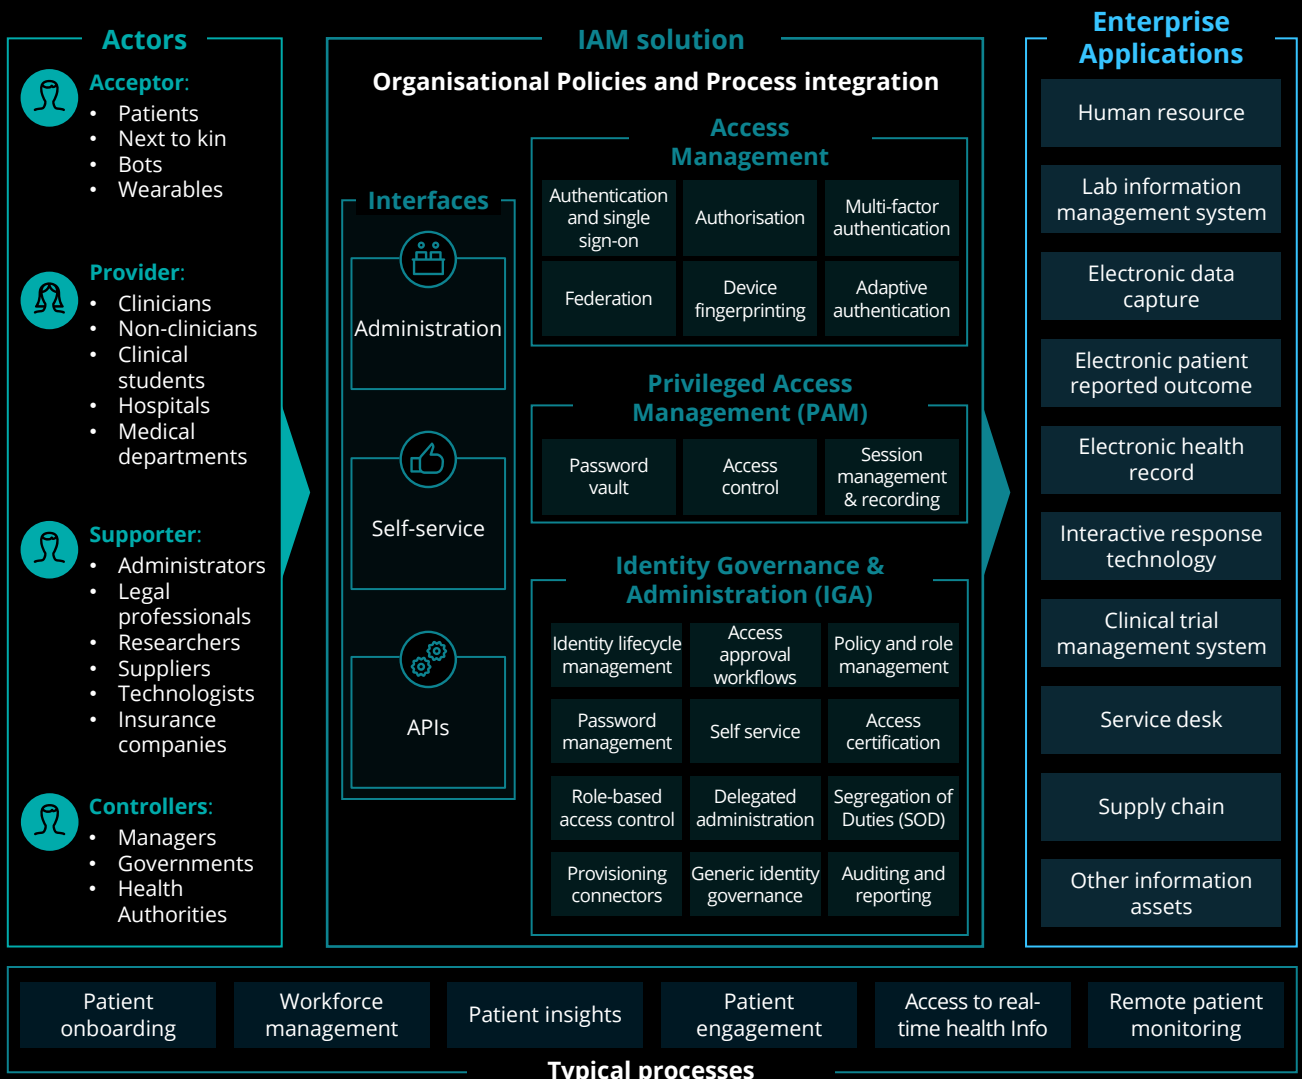 Actors
Acceptor:
• Patients
• Next to kin
• Bots
• Wearables
Provider:
• Clinicians
• Non-clinicians
• Clinical
students
• Hospitals
• Medical
departments
Supporter:
• Administrators
• Legal
professionals
• Researchers
• Suppliers
• Technologists
• Insurance
companies
Controllers:
• Managers
• Governments
• Health
Authorities
IAM solution
Organisational Policies and Process integration
Interfaces
Administration
Self-service
APIs
Access
Management
Authentication
and single
sign-on
Authorisation
Multi-factor
authentication
Federation
Device
fingerprinting
Adaptive
authentication
Privileged Access
Management (PAM)
Password
vault
Access
control
Session
management
& recording
Identity Governance &
Administration (IGA)
Identity lifecycle
management
Access
approval
workflows
Policy and role
management
Password
management
Self service
Access
certification
Role-based
access control
Delegated
administration
Segregation of
Duties (SOD)
Provisioning
connectors
Generic identity
governance
Auditing and
reporting
Enterprise
Applications
Human resource
Lab information
management system
Electronic data
capture
Electronic patient
reported outcome
Electronic health
record
Interactive response
technology
Clinical trial
management system
Service desk
Supply chain
Other information
assets
Patient
onboarding
Workforce
management
Patient insights
Patient
engagement
Access to real-
time health Info
Remote patient
monitoring
Typical processes